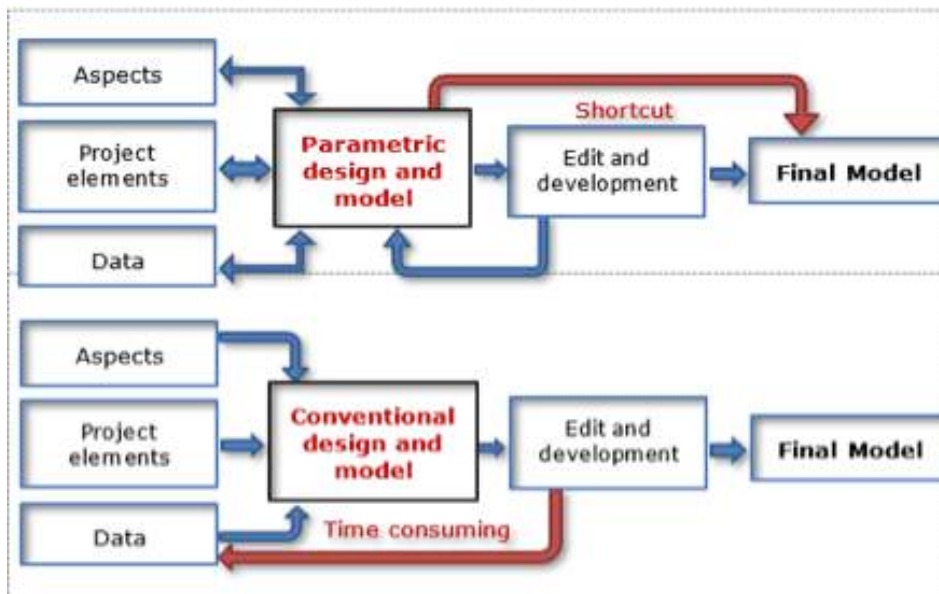 Aspects
Project
elements
Data
Parametric
design and
model
Shortcut
Edit and
development
Final Model
Aspects
Project
elements
Data
Conventional
design and
model
Time consuming
Edit and
development
Final Model